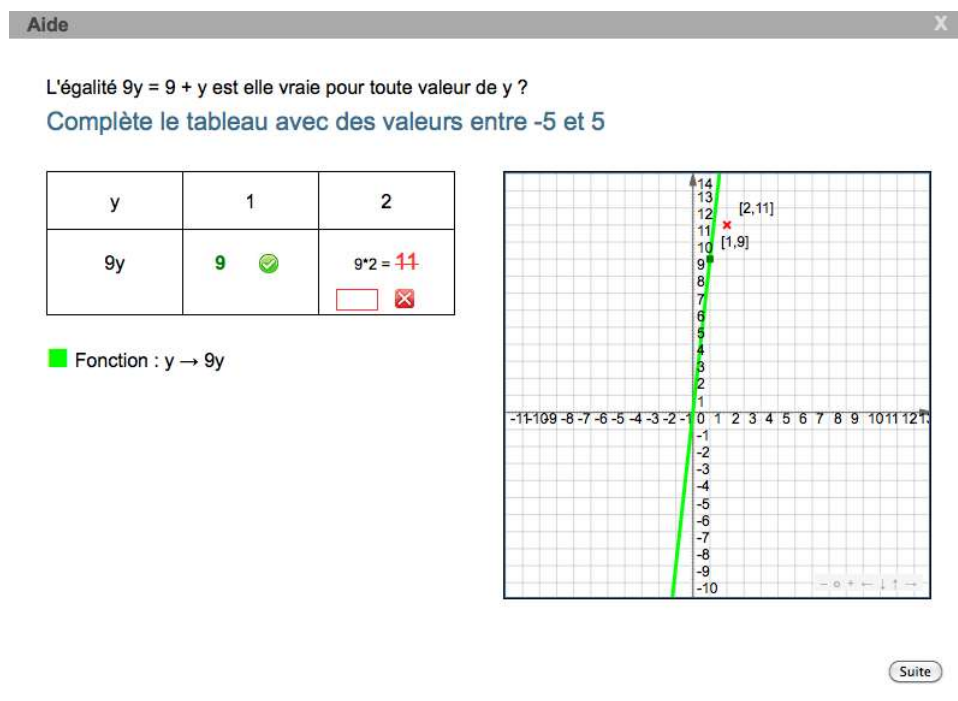 Aide X
L'égalité 9y = 9 + y est elle vraie pour toute valeur de y ?
Complète le tableau avec des valeurs entre -5 et 5
y 1 2
9y 9 9*2 = 11
Fonction : y → 9y
14
13
12
[2,11]
11
10
[1,9]
9
8
7
6
5
4
3
2
1
-11 -10 -9 -8 -7 -6 -5 -4 -3 -2 -1 0 1 2 3 4 5 6 7 8 9 10 11 12
-1
-2
-3
-4
-5
-6
-7
-8
-9
-10
− o + ← ↓ ↑ →
Suite